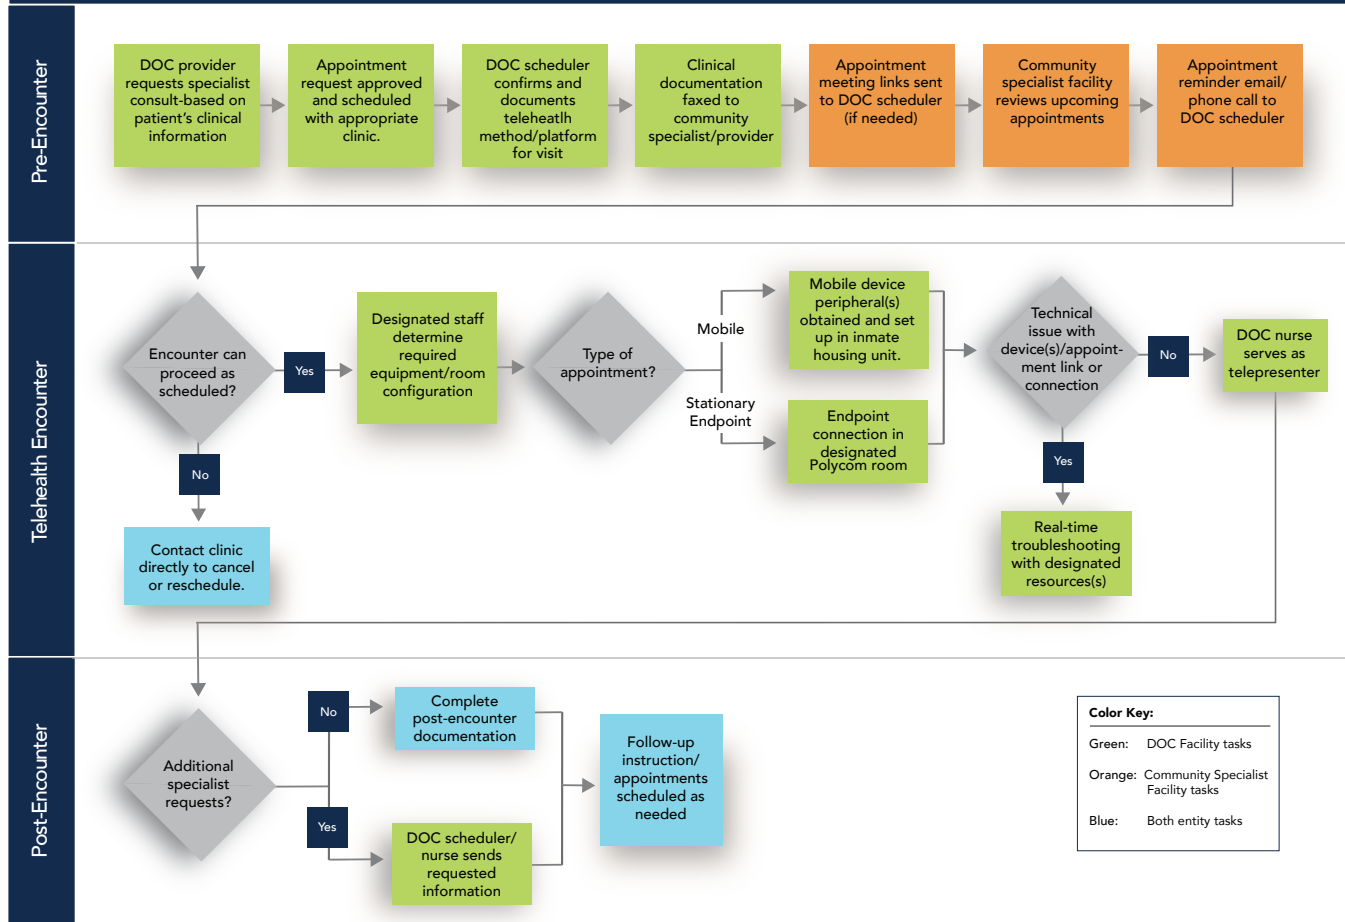 Pre-Encounter
DOC provider
requests specialist
consult-based on
patient's clinical
information
Appointment
request approved
and scheduled
with appropriate
clinic.
DOC scheduler
confirms and
documents
teleheatlh
method/platform
for visit
Clinical
documentation
faxed to
community
specialist/provider
Appointment
meeting links sent
to DOC scheduler
(if needed)
Community
specialist facility
reviews upcoming
appointments
Appointment
reminder email/
phone call to
DOC scheduler
Telehealth Encounter
Encounter can
proceed as
scheduled?
Yes
No
Contact clinic
directly to cancel
or reschedule.
Designated staff
determine
required
equipment/room
configuration
Type of
appointment?
Mobile
Stationary
Endpoint
Mobile device
peripheral(s)
obtained and set
up in inmate
housing unit.
Endpoint
connection in
designated
Polycom room
Technical
issue with
device(s)/appoint-
ment link or
connection
No
Yes
Real-time
troubleshooting
with designated
resources(s)
DOC nurse
serves as
telepresenter
Post-Encounter
Additional
specialist
requests?
No
Yes
Complete
post-encounter
documentation
DOC scheduler/
nurse sends
requested
information
Follow-up
instruction/
appointments
scheduled as
needed
Color Key:
Green: DOC Facility tasks
Orange: Community Specialist
Facility tasks
Blue: Both entity tasks